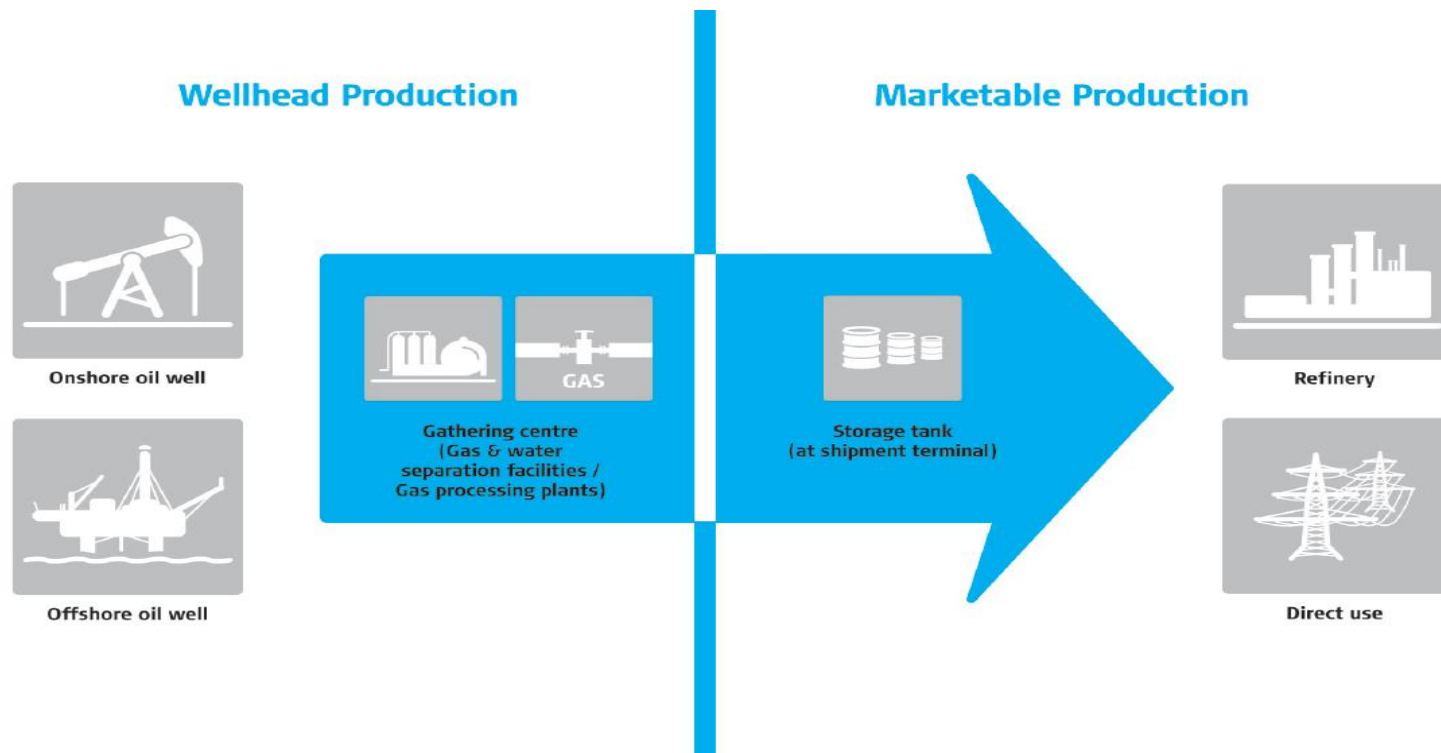 Wellhead Production
Marketable Production
Onshore oil well
Offshore oil well
GAS
Gathering centre
(Gas & water
separation facilities /
Gas processing plants)
Storage tank
(at shipment terminal)
Refinery
Direct use